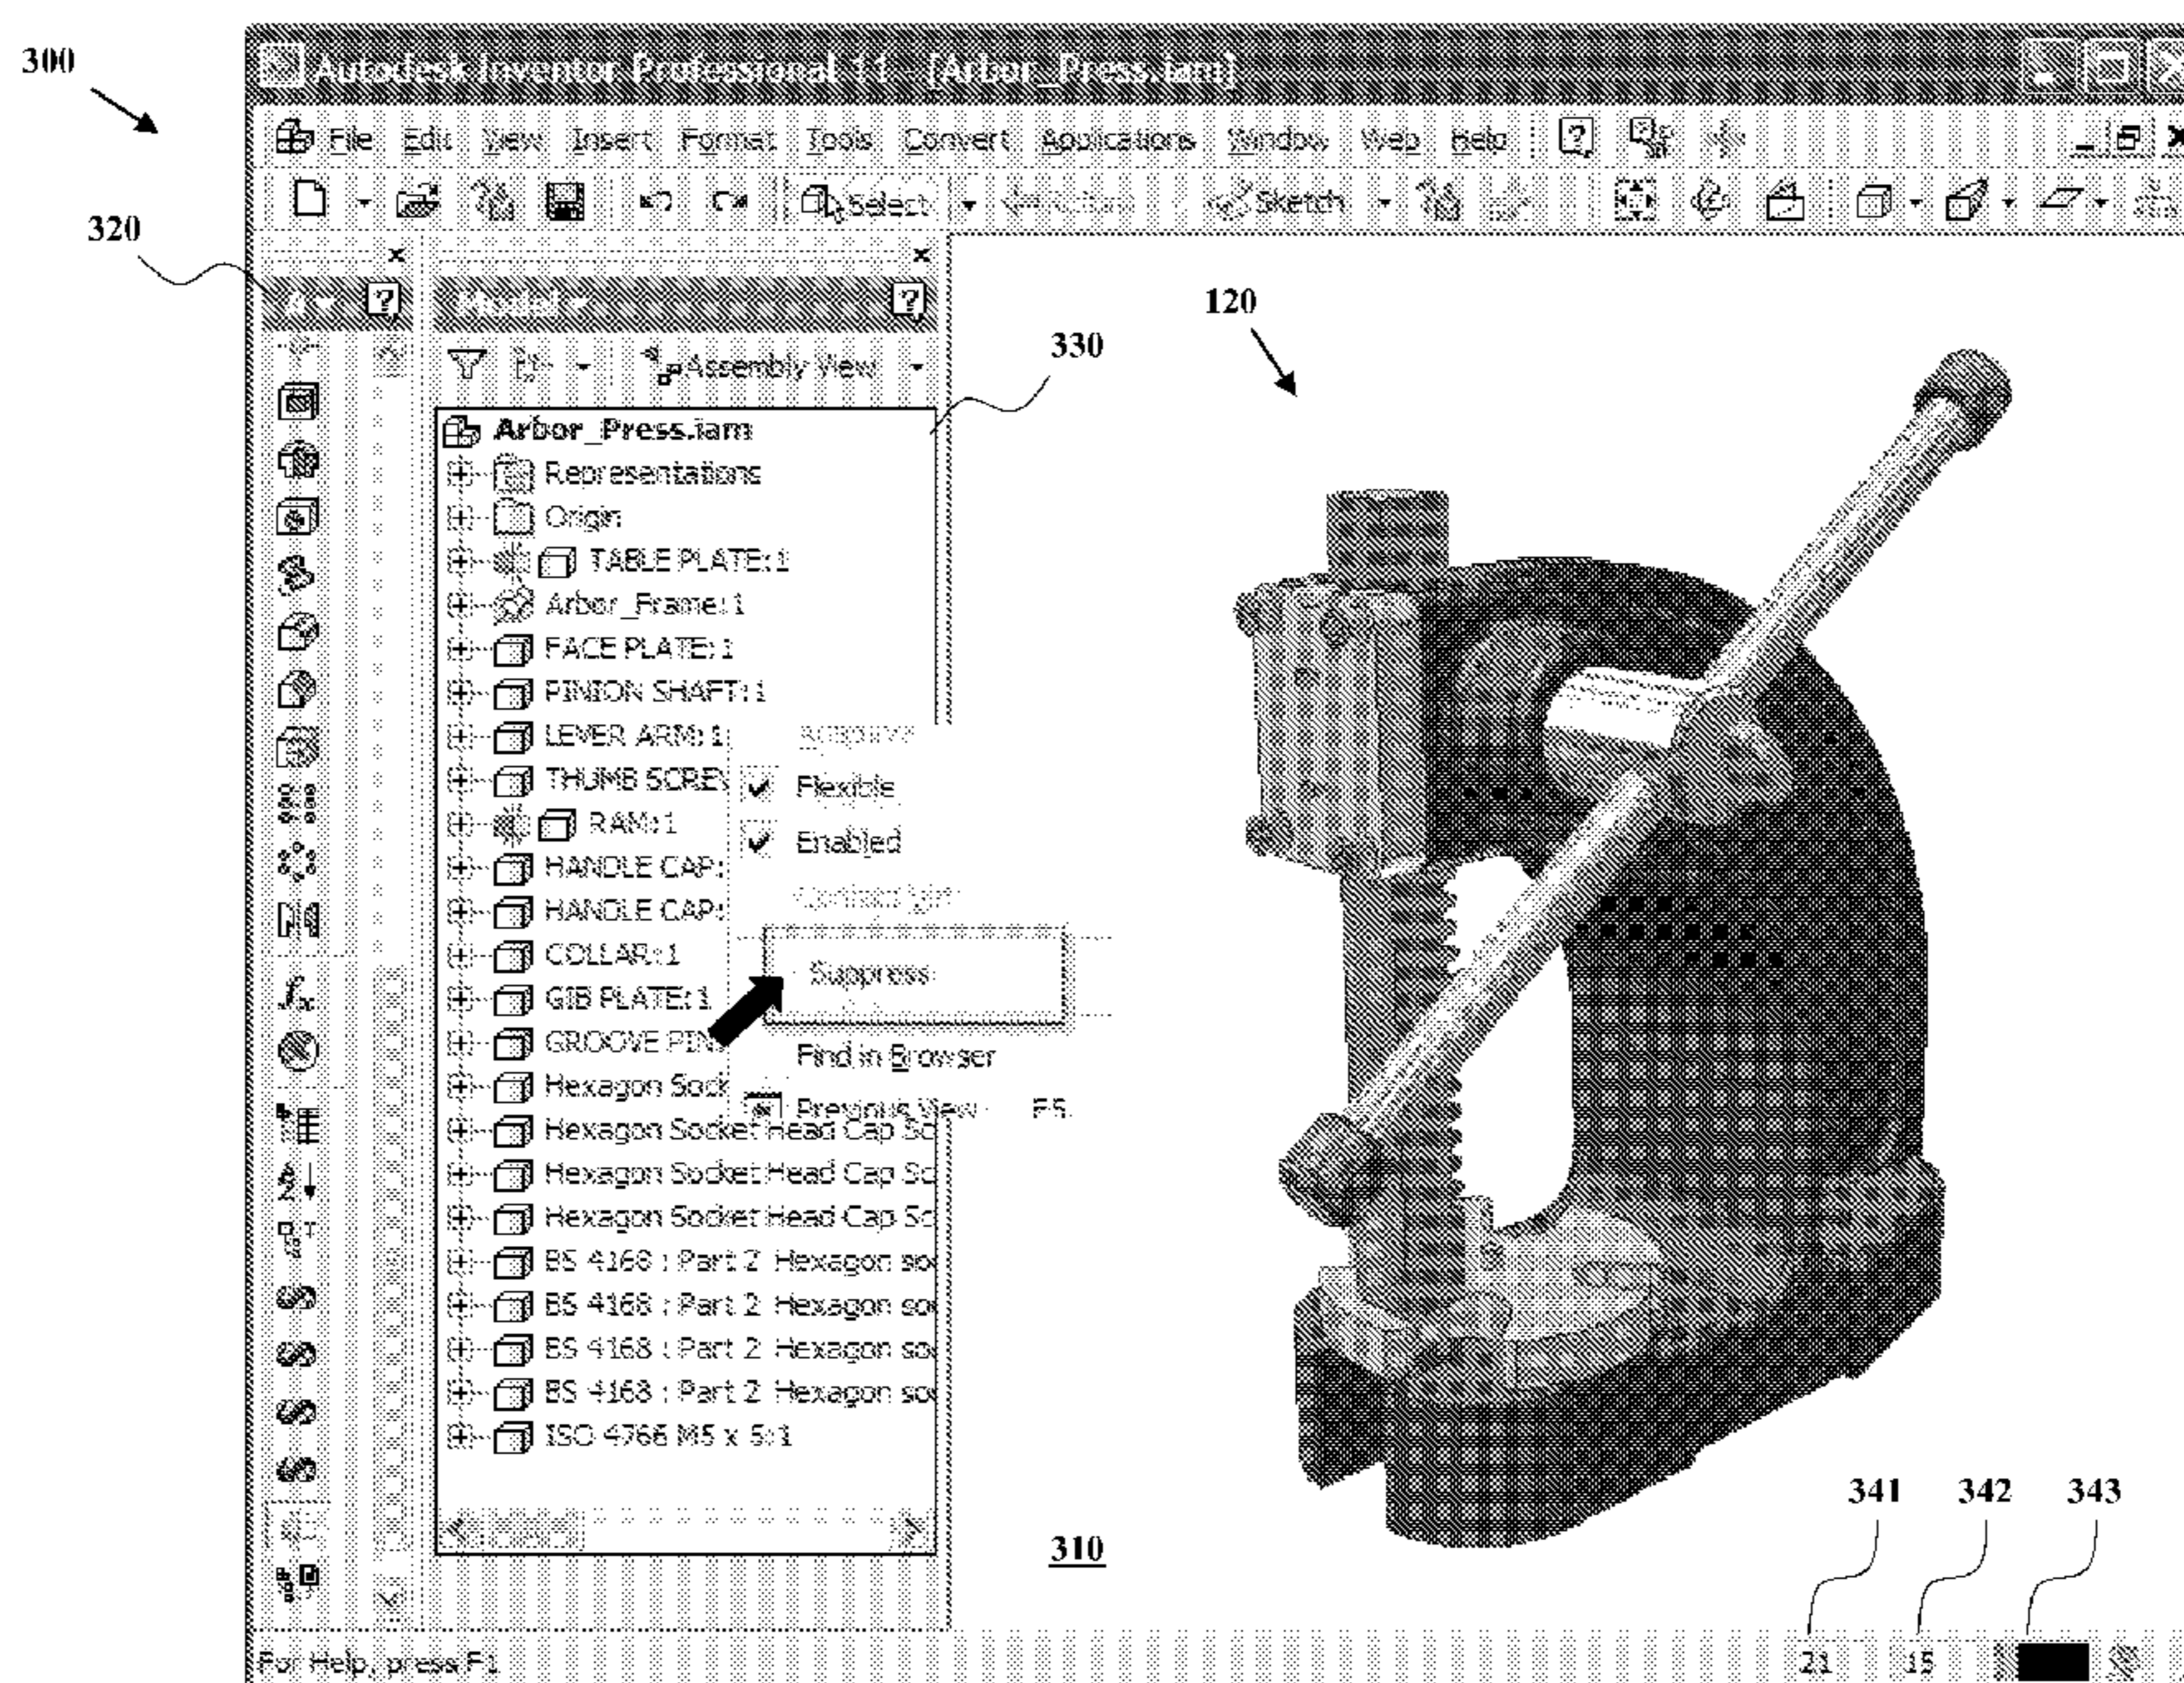 300
Autodesk Inventor Professional 11 - [Arbor_Press.iam]
File Edit View Insert Format Tools Convert Applications Window Web Help
Select Sketch
320
Model
120
330
Assembly View
Arbor_Press.iam
Representations
Origin
TABLE PLATE:1
Arbor_Frame:1
FACE PLATE:1
PINION SHAFT:1
LEVER ARM:1
THUMB SCREW
RAM:1
HANDLE CAP:
HANDLE CAP:
COLLAR:1
GIB PLATE:1
GROOVE PIN
Hexagon Sock
Hexagon Socket Head Cap Sc
Hexagon Socket Head Cap Sc
Hexagon Socket Head Cap Sc
BS 4168 : Part 2 Hexagon so
BS 4168 : Part 2 Hexagon so
BS 4168 : Part 2 Hexagon so
BS 4168 : Part 2 Hexagon so
ISO 4766 M5 x 5:1
Adaptive
Flexible
Enabled
Contact Set
Suppress
Find in Browser
Previous View F5
310
341 342 343
For Help, press F1
21 15